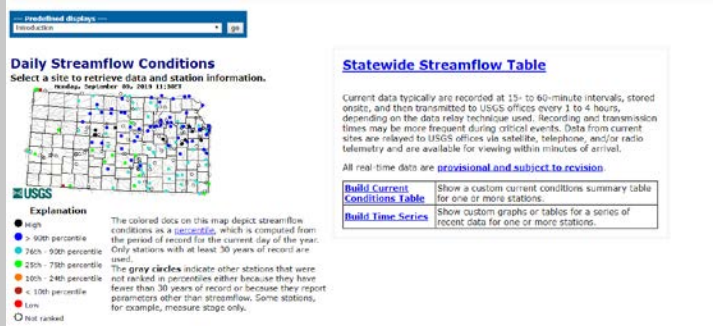 --- Predefined displays ---
Introduction
go
Daily Streamflow Conditions
Select a site to retrieve data and station information.
Monday, September 09, 2019 11:30ET
USGS
Explanation
High
> 90th percentile
76th - 90th percentile
25th - 75th percentile
10th - 24th percentile
< 10th percentile
Low
Not ranked
The colored dots on this map depict streamflow
conditions as a percentile, which is computed from
the period of record for the current day of the year.
Only stations with at least 30 years of record are
used.
The gray circles indicate other stations that were
not ranked in percentiles either because they have
fewer than 30 years of record or because they report
parameters other than streamflow. Some stations,
for example, measure stage only.
Statewide Streamflow Table
Current data typically are recorded at 15- to 60-minute intervals, stored
onsite, and then transmitted to USGS offices every 1 to 4 hours,
depending on the data relay technique used. Recording and transmission
times may be more frequent during critical events. Data from current
sites are relayed to USGS offices via satellite, telephone, and/or radio
telemetry and are available for viewing within minutes of arrival.
All real-time data are provisional and subject to revision.
Build Current
Conditions Table
Show a custom current conditions summary table
for one or more stations.
Build Time Series
Show custom graphs or tables for a series of
recent data for one or more stations.